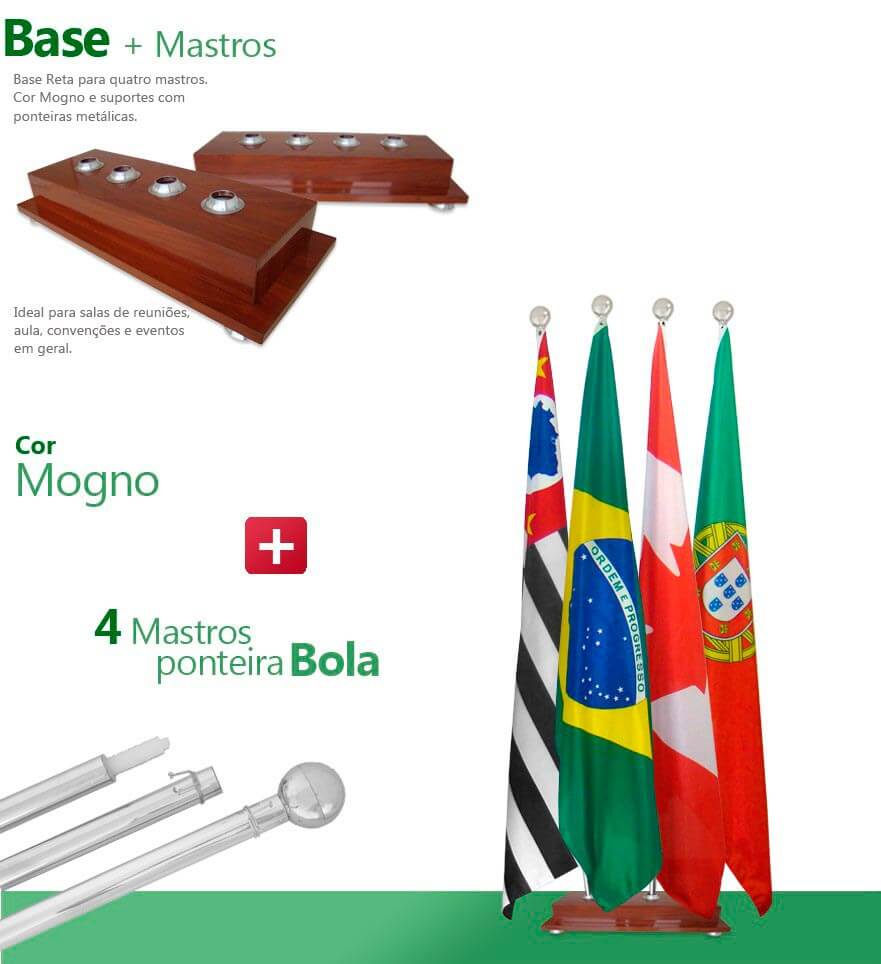 Base + Mastros
Base Reta para quatro mastros.
Cor Mogno e suportes com
ponteiras metálicas.
Ideal para salas de reuniões,
aula, convenções e eventos
em geral.
Cor
Mogno
4 Mastros
ponteira Bola
ORDEM E PROGRESSO